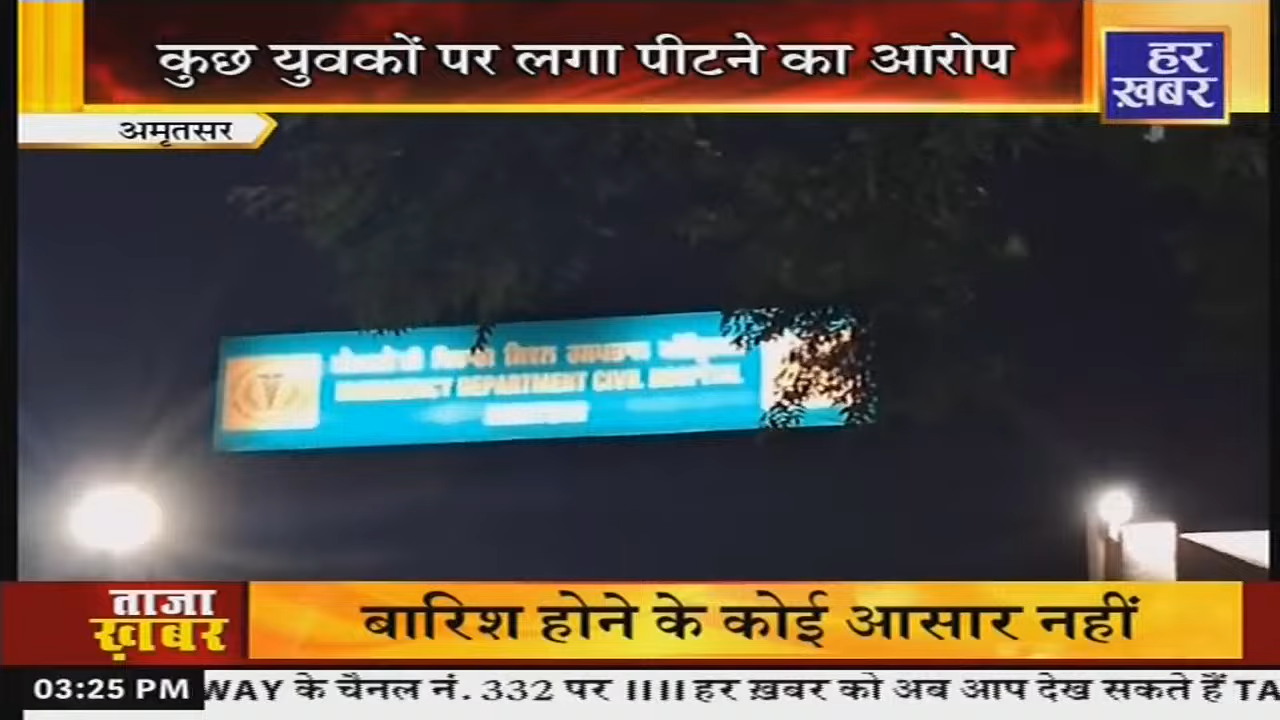 कुछ युवकों पर लगा पीटने का आरोप
हर
ख़बर
अमृतसर
DEPARTMENT CIVIL HOSPITAL
ताजा
ख़बर
बारिश होने के कोई आसार नहीं
03:25 PM
WAY के चैनल नं. 332 पर IIII हर ख़बर को अब आप देख सकते हैं TA